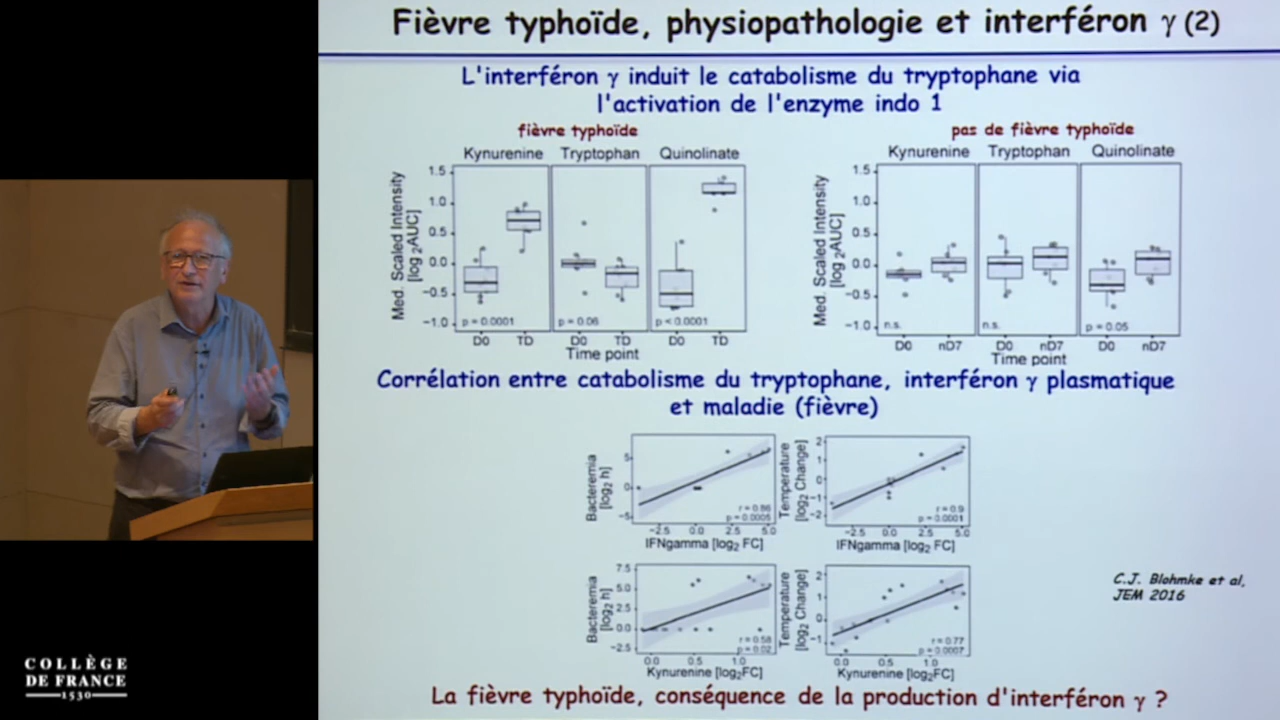 Fièvre typhoïde, physiopathologie et interféron γ (2)
L'interféron γ induit le catabolisme du tryptophane via
l'activation de l'enzyme indo 1
fièvre typhoïde
Kynurenine Tryptophan Quinolinate
Med. Scaled Intensity
[log 2AUC]
1.5
1.0
0.5
0.0
-0.5
-1.0
p = 0.0001
p = 0.06
p < 0.0001
D0 TD D0 TD D0 TD
Time point
pas de fièvre typhoïde
Kynurenine Tryptophan Quinolinate
Med. Scaled Intensity
[log 2AUC]
1.5
1.0
0.5
0.0
-0.5
-1.0
n.s.
n.s.
p = 0.05
D0 nD7 D0 nD7 D0 nD7
Time point
Corrélation entre catabolisme du tryptophane, interféron γ plasmatique
et maladie (fièvre)
Bacteremia
[log2 h]
5
0
-5
r = 0.86
p = 0.0005
-2.5 0.0 2.5 5.0
IFNgamma [log2 FC]
Temperature
[log2 Change]
2
1
0
-1
-2
r = 0.9
p = 0.0001
-2.5 0.0 2.5 5.0
IFNgamma [log2 FC]
Bacteremia
[log2 h]
7.5
5.0
2.5
0.0
-2.5
r = 0.58
p = 0.02
0.0 0.5 1.0
Kynurenine [log2FC]
Temperature
[log2 Change]
2
1
0
-1
r = 0.77
p = 0.0007
0.0 0.5 1.0
Kynurenine [log2FC]
C.J. Blohmke et al,
JEM 2016
La fièvre typhoïde, conséquence de la production d'interféron γ ?
COLLÈGE
DE FRANCE
1530